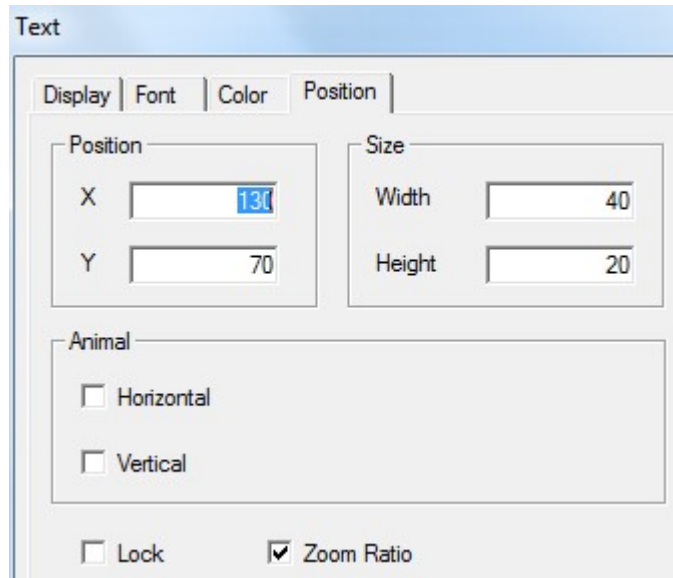 Text
Display Font Color Position
Position Size
X 130 Width 40
Y 70 Height 20
Animal
Horizontal
Vertical
Lock Zoom Ratio